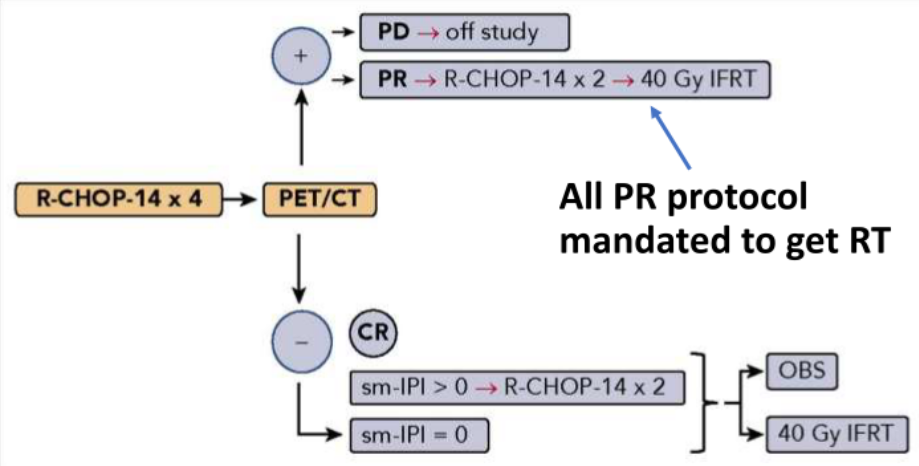 +
PD → off study
PR → R-CHOP-14 x 2 → 40 Gy IFRT
R-CHOP-14 x 4
PET/CT
All PR protocol
mandated to get RT
−
CR
sm-IPI > 0 → R-CHOP-14 x 2
sm-IPI = 0
OBS
40 Gy IFRT